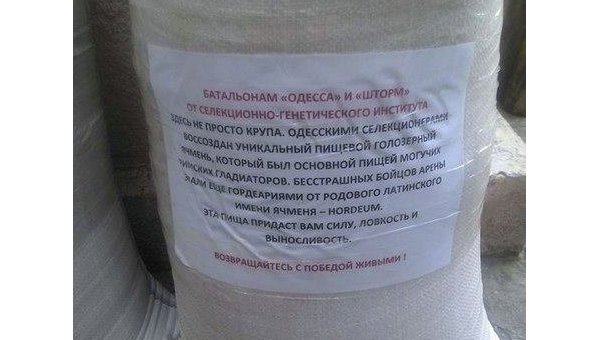 БАТАЛЬОНАМ «ОДЕССА» И «ШТОРМ»
ОТ СЕЛЕКЦИОННО-ГЕНЕТИЧЕСКОГО ИНСТИТУТА
ЗДЕСЬ НЕ ПРОСТО КРУПА. ОДЕССКИМИ СЕЛЕКЦИОНЕРАМИ
ВОССОЗДАН УНИКАЛЬНЫЙ ПИЩЕВОЙ ГОЛОЗЕРНЫЙ
ЯЧМЕНЬ, КОТОРЫЙ БЫЛ ОСНОВНОЙ ПИЩЕЙ МОГУЧИХ
РИМСКИХ ГЛАДИАТОРОВ. БЕССТРАШНЫХ БОЙЦОВ АРЕНЫ
ЕЩЕ ГОРДЕАРИЯМИ ОТ РОДОВОГО ЛАТИНСКОГО
ИМЕНИ ЯЧМЕНЯ – HORDEUM.
ЭТА ПИЩА ПРИДАСТ ВАМ СИЛУ, ЛОВКОСТЬ И
ВЫНОСЛИВОСТЬ.
ВОЗВРАЩАЙТЕСЬ С ПОБЕДОЙ ЖИВЫМИ !